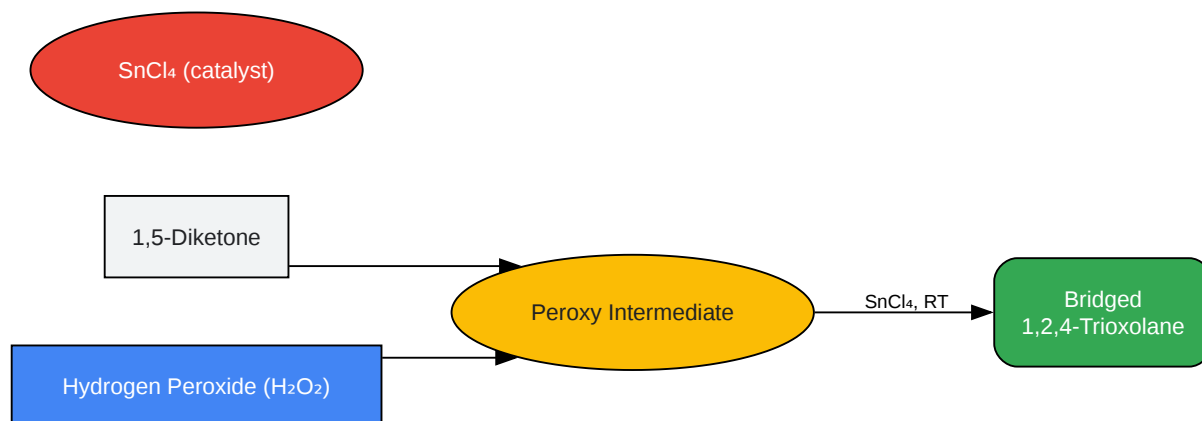 SnCl₄ (catalyst)
1,5-Diketone
Hydrogen Peroxide (H₂O₂)
Peroxy Intermediate
SnCl₄, RT
Bridged
1,2,4-Trioxolane